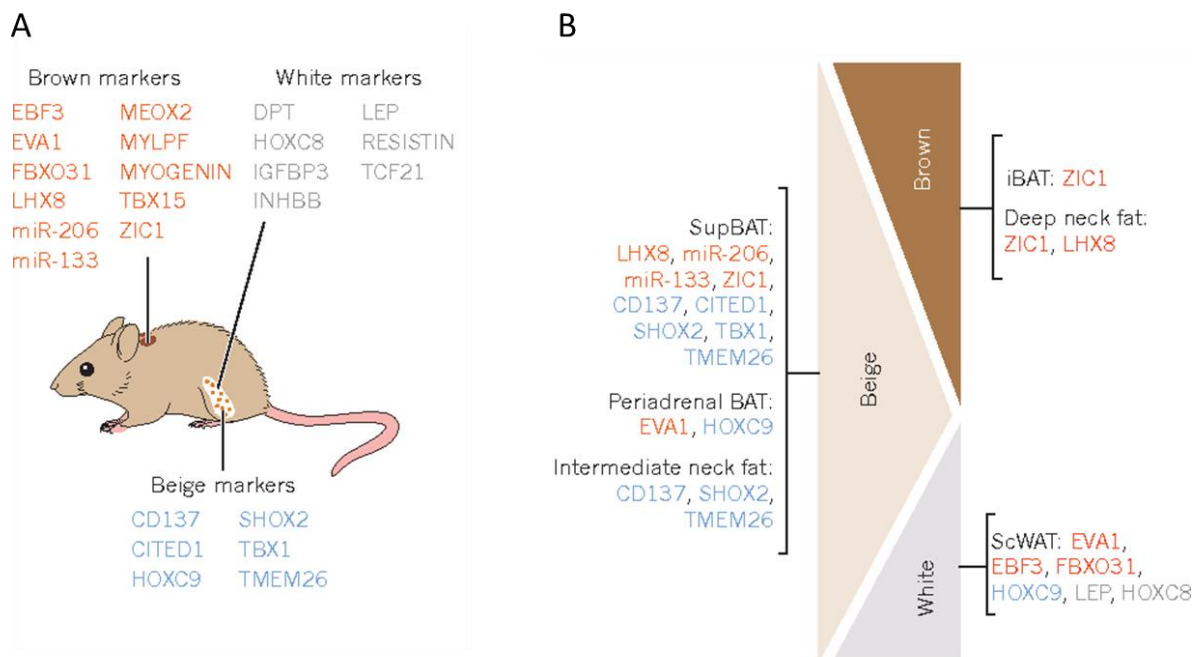 A
Brown markers
EBF3 MEOX2
EVA1 MYLPF
FBXO31 MYOGENIN
LHX8 TBX15
miR-206 ZIC1
miR-133
White markers
DPT LEP
HOXC8 RESISTIN
IGFBP3 TCF21
INHBB
Beige markers
CD137 SHOX2
CITED1 TBX1
HOXC9 TMEM26
B
SupBAT:
LHX8, miR-206,
miR-133, ZIC1,
CD137, CITED1,
SHOX2, TBX1,
TMEM26
Periadrenal BAT:
EVA1, HOXC9
Intermediate neck fat:
CD137, SHOX2,
TMEM26
Beige
Brown
White
iBAT: ZIC1
Deep neck fat:
ZIC1, LHX8
ScWAT: EVA1,
EBF3, FBXO31,
HOXC9, LEP, HOXC8